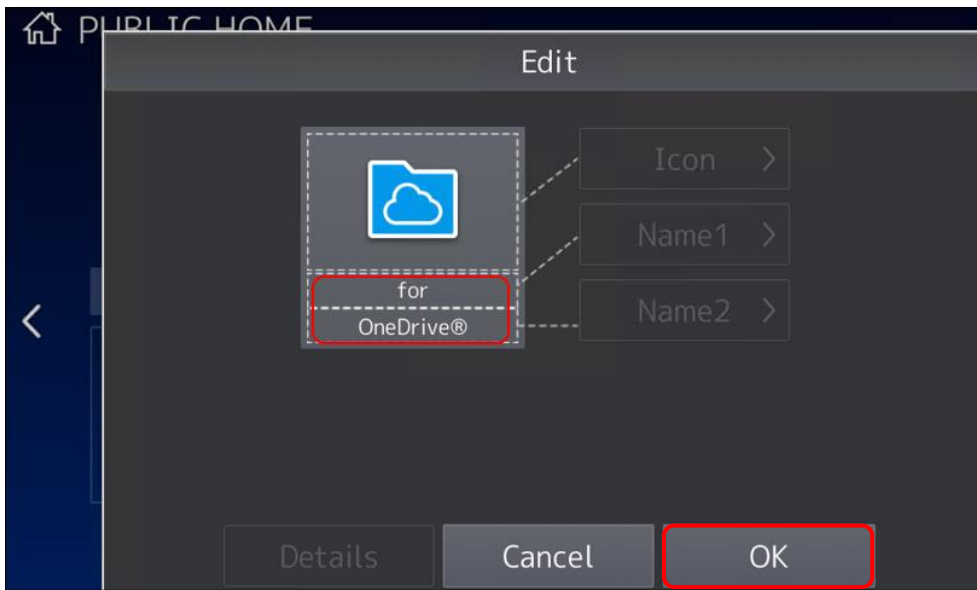 PUBLIC HOME
Edit
Icon >
Name1 >
for
OneDrive®
Name2 >
<
Details
Cancel
OK